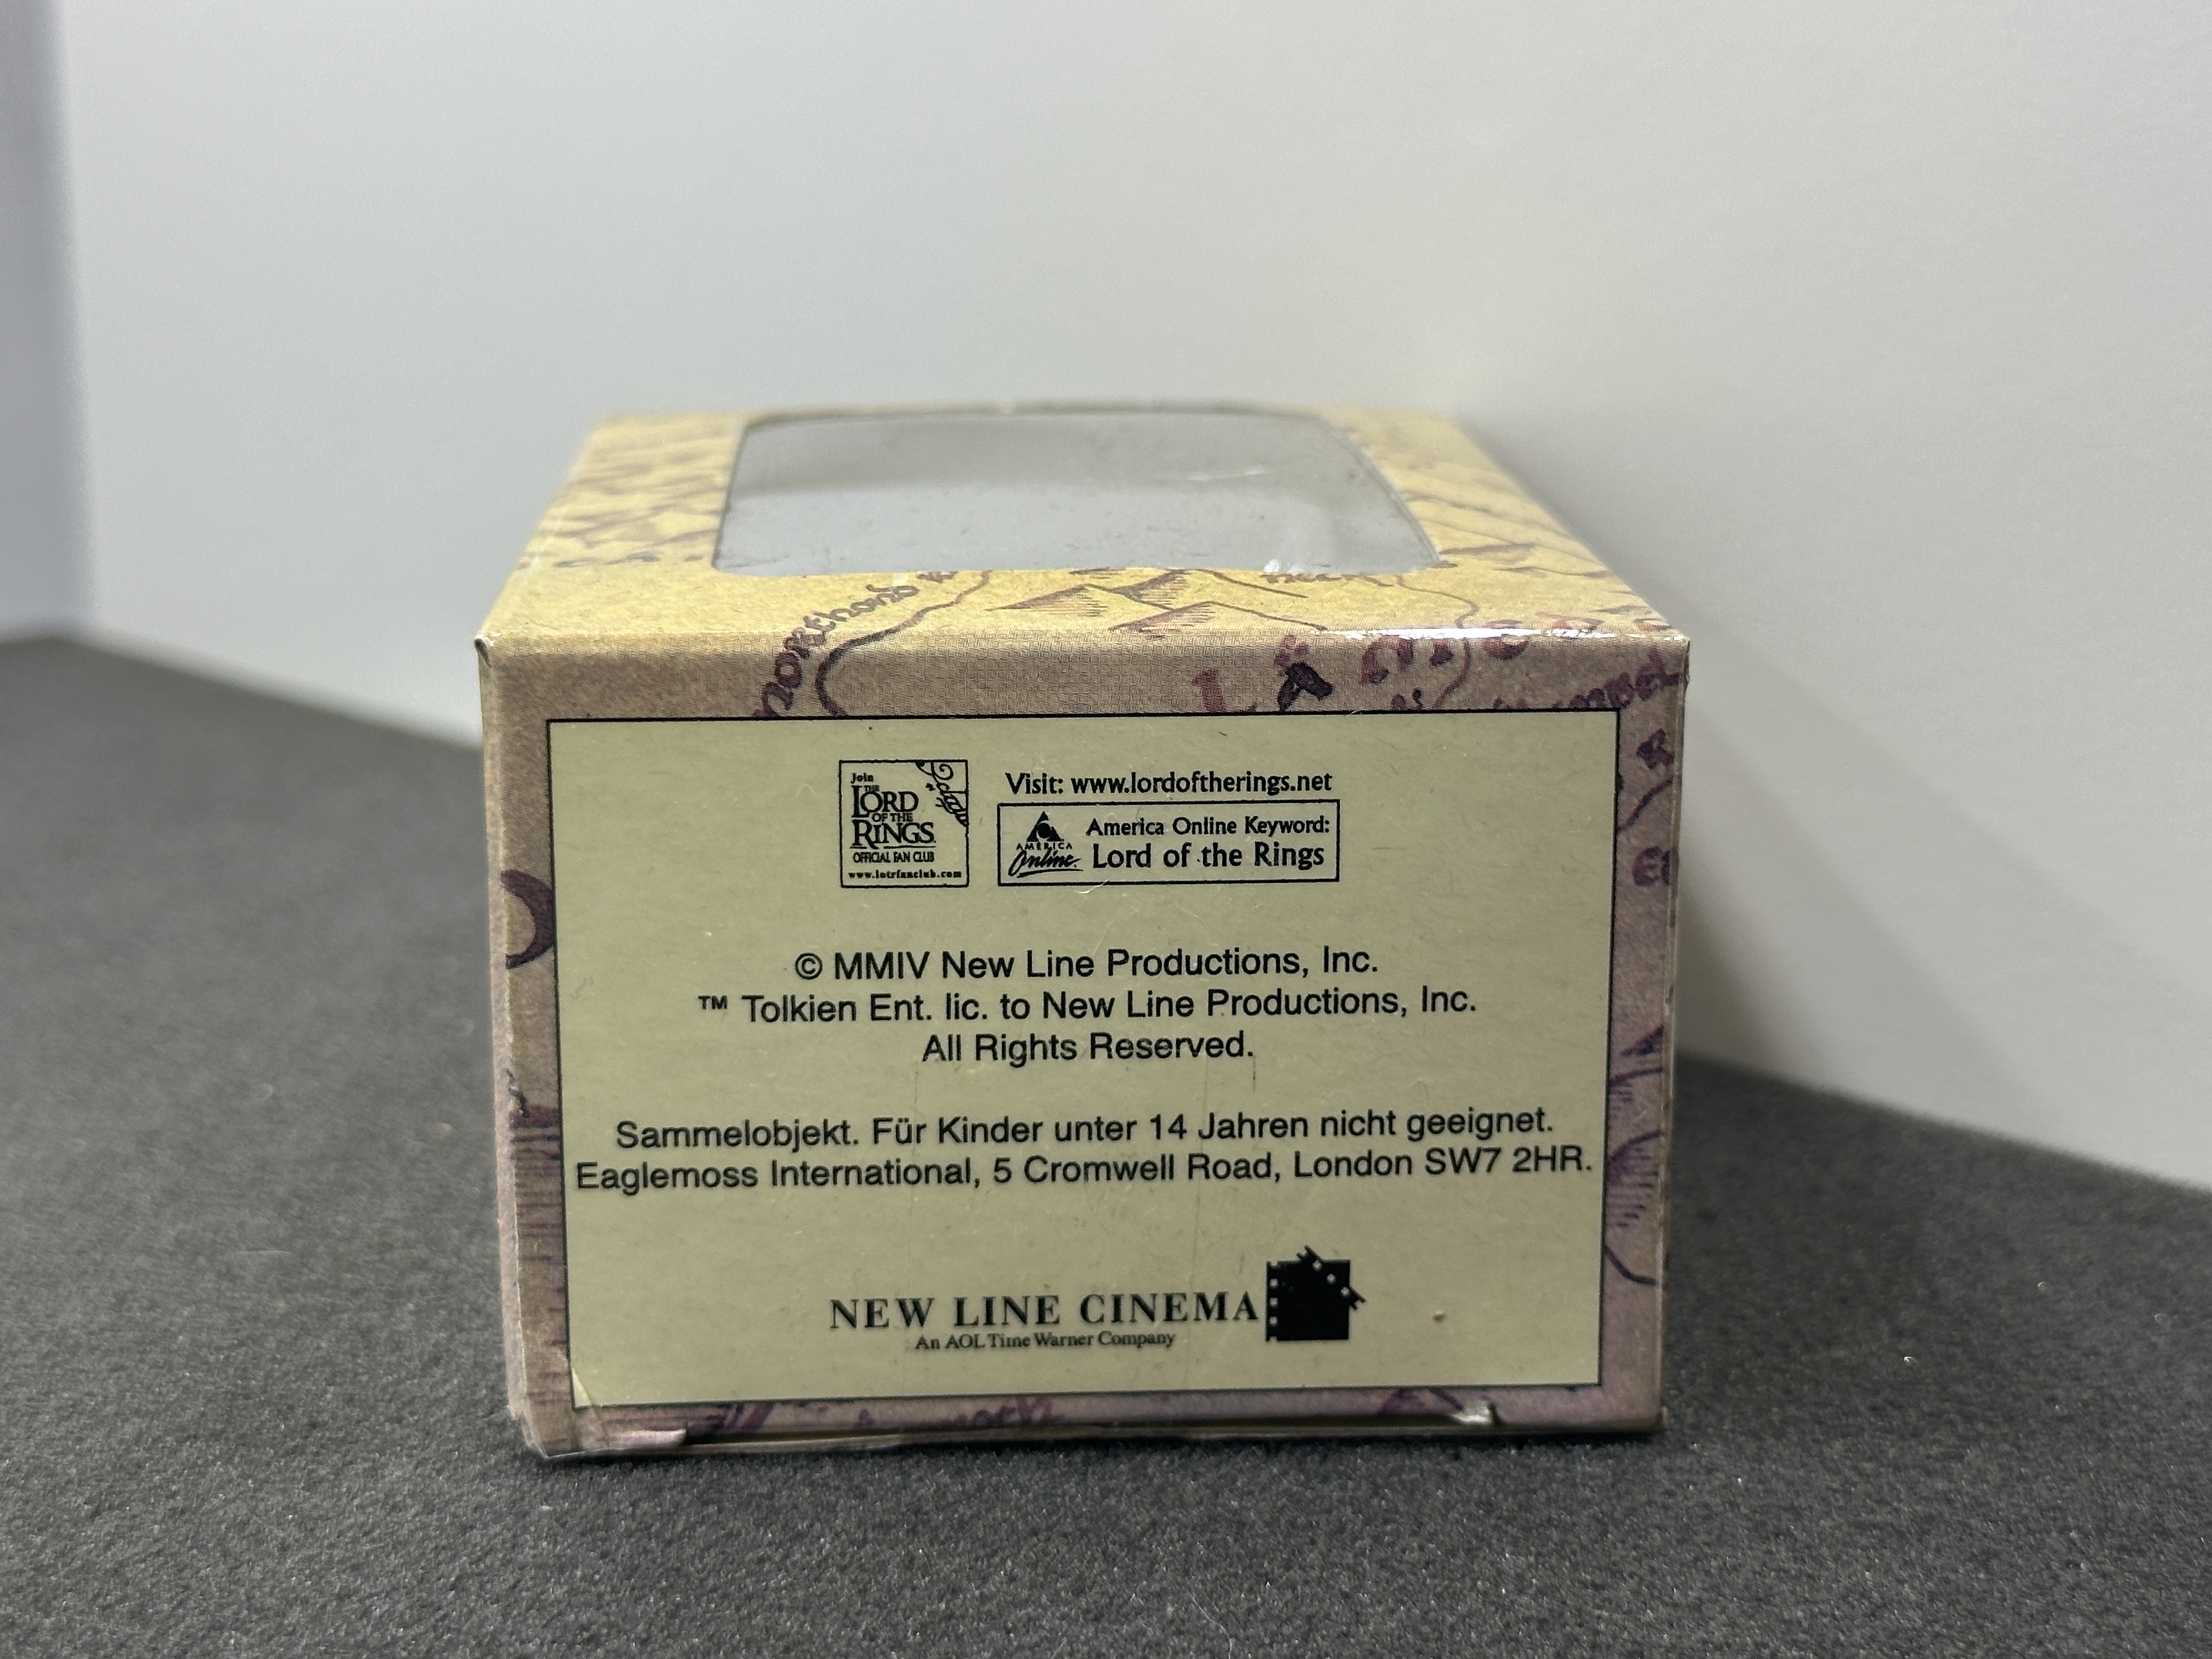 morthond R
L A
Join
THE
LORD
OF THE
RINGS
OFFICIAL FAN CLUB
www.lotrfanclub.com
Visit: www.lordoftherings.net
AMERICA
Online
America Online Keyword:
Lord of the Rings
© MMIV New Line Productions, Inc.
™ Tolkien Ent. lic. to New Line Productions, Inc.
All Rights Reserved.
Sammelobjekt. Für Kinder unter 14 Jahren nicht geeignet.
Eaglemoss International, 5 Cromwell Road, London SW7 2HR.
NEW LINE CINEMA
An AOL Time Warner Company